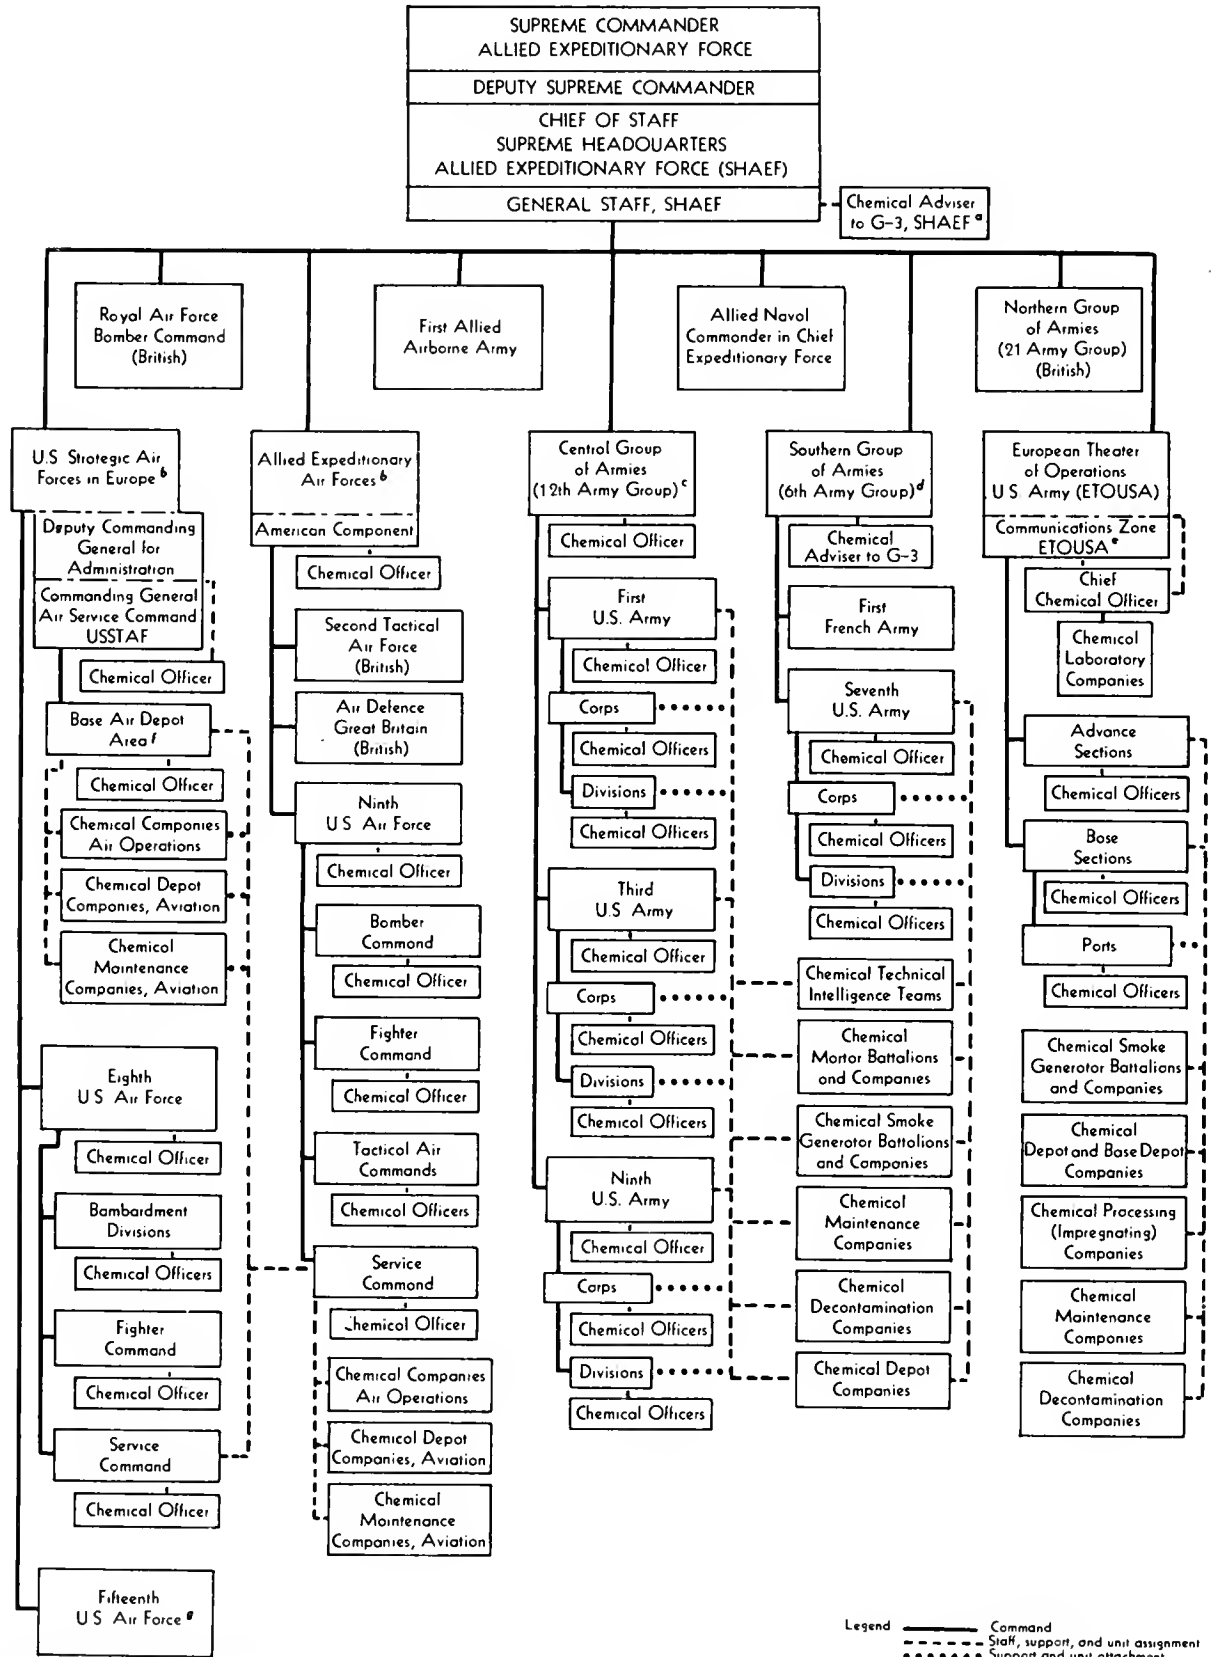 SUPREME COMMANDER
ALLIED EXPEDITIONARY FORCE
DEPUTY SUPREME COMMANDER
CHIEF OF STAFF
SUPREME HEADQUARTERS
ALLIED EXPEDITIONARY FORCE (SHAEF)
GENERAL STAFF, SHAEF
Chemical Adviser
to G-3, SHAEF a
Royal Air Force
Bomber Command
(British)
First Allied
Airborne Army
Allied Naval
Commander in Chief
Expeditionary Force
Northern Group
of Armies
(21 Army Group)
(British)
U.S Strategic Air
Forces in Europe b
Deputy Commanding
General for
Administration
Commanding General
Air Service Command
USSTAF
Chemical Officer
Base Air Depot
Area f
Chemical Officer
Chemical Companies
Air Operations
Chemical Depot
Companies, Aviation
Chemical
Maintenance
Companies, Aviation
Eighth
U S Air Force
Chemical Officer
Bombardment
Divisions
Chemical Officers
Fighter
Command
Chemical Officer
Service
Command
Chemical Officer
Fifteenth
U S Air Force g
Allied Expeditionary
Air Forces b
American Component
Chemical Officer
Second Tactical
Air Force
(British)
Air Defence
Great Britain
(British)
Ninth
U S Air Force
Chemical Officer
Bomber
Command
Chemical Officer
Fighter
Command
Chemical Officer
Tactical Air
Commands
Chemical Officers
Service
Command
Chemical Officer
Chemical Companies
Air Operations
Chemical Depot
Companies, Aviation
Chemical
Maintenance
Companies, Aviation
Central Group
of Armies
(12th Army Group) c
Chemical Officer
First
U.S. Army
Chemical Officer
Corps
Chemical Officers
Divisions
Chemical Officers
Third
U.S. Army
Chemical Officer
Corps
Chemical Officers
Divisions
Chemical Officers
Ninth
U.S. Army
Chemical Officer
Corps
Chemical Officers
Divisions
Chemical Officers
Southern Group
of Armies
(6th Army Group) d
Chemical
Adviser to G-3
First
French Army
Seventh
U.S. Army
Chemical Officer
Corps
Chemical Officers
Divisions
Chemical Officers
Chemical Technical
Intelligence Teams
Chemical
Mortar Battalions
and Companies
Chemical Smoke
Generator Battalions
and Companies
Chemical
Maintenance
Companies
Chemical
Decontamination
Companies
Chemical Depot
Companies
European Theater
of Operations
U.S. Army (ETOUSA)
Communications Zone
ETOUSA e
Chief
Chemical Officer
Chemical
Laboratory
Companies
Advance
Sections
Chemical Officers
Base
Sections
Chemical Officers
Ports
Chemical Officers
Chemical Smoke
Generator Battalions
and Companies
Chemical
Depot and Base Depot
Companies
Chemical Processing
(Impregnating)
Companies
Chemical
Maintenance
Companies
Chemical
Decontamination
Companies
Legend Command
Staff, support, and unit assignment
Support and unit attachment